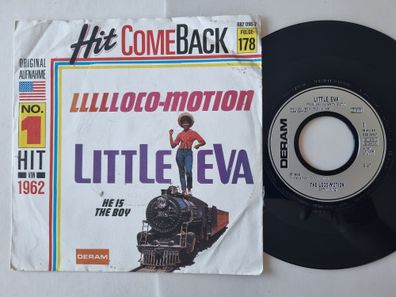 Hit COMEBACK
882 098-7
FOLGE
178
ORIGINAL
AUFNAHME
NO.
1
HIT
VON
1962
LLLLLOCO-MOTION
LITTLE EVA
HE IS
THE BOY
DERAM
DERAM
LITTLE EVA
THE LOCO-MOTION